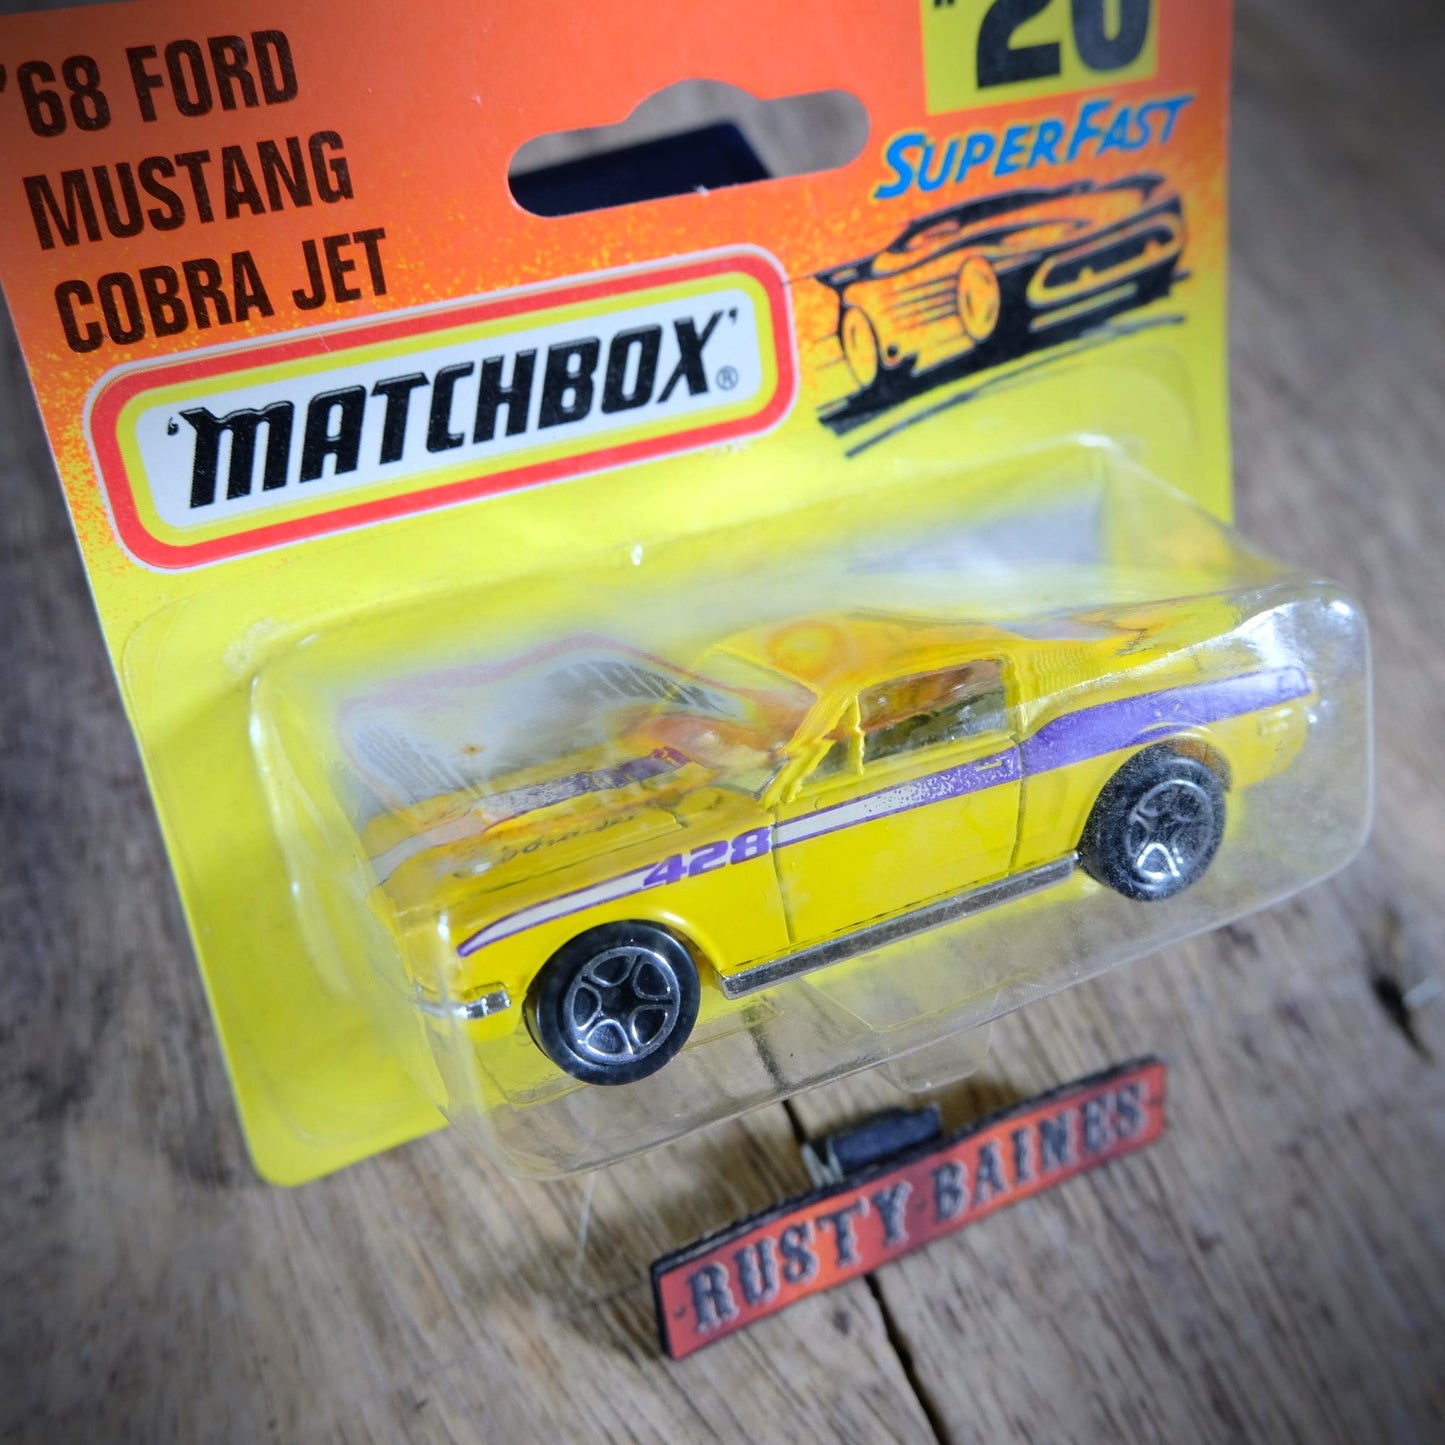 '68 FORD
MUSTANG
COBRA JET
20
SUPERFAST
'MATCHBOX'®
428
RUSTY BAINES